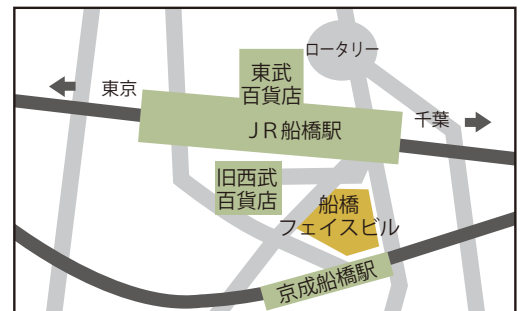 ロータリー
東武
百貨店
東京
JR船橋駅
千葉
旧西武
百貨店
船橋
フェイスビル
京成船橋駅